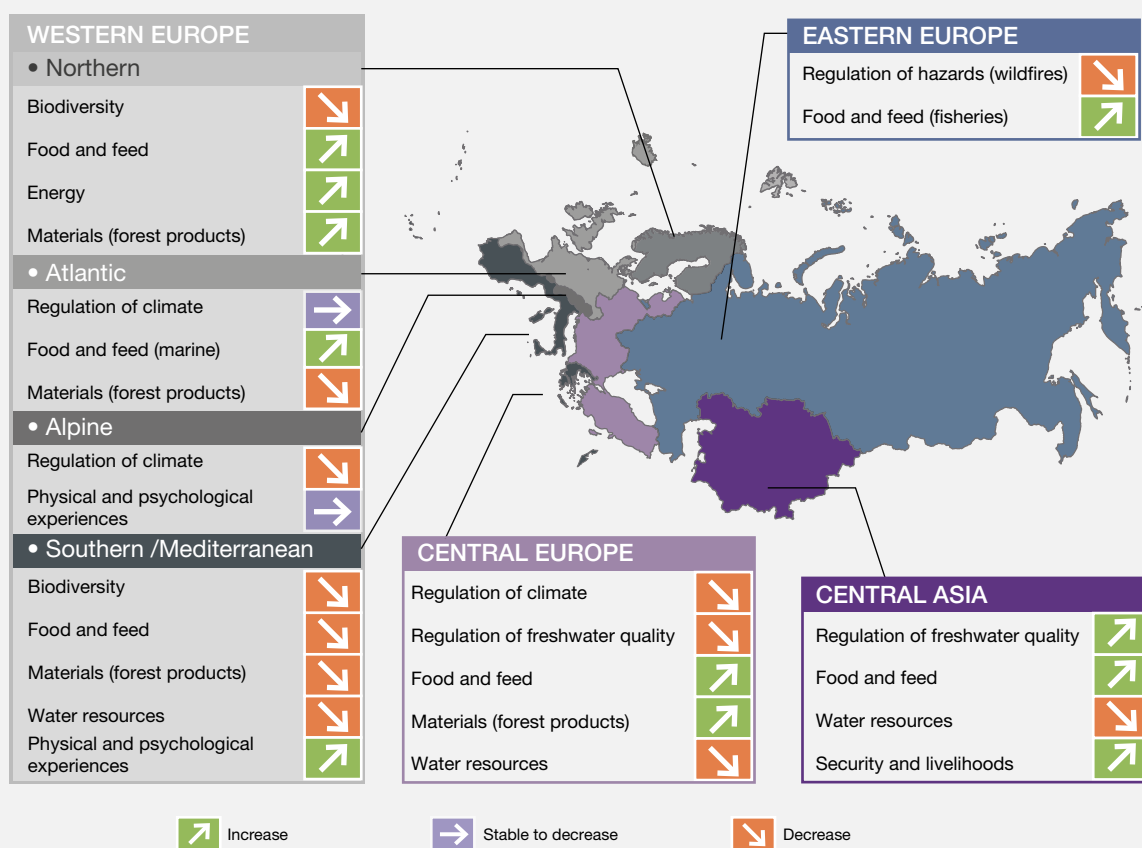 WESTERN EUROPE
• Northern
Biodiversity
Food and feed
Energy
Materials (forest products)
• Atlantic
Regulation of climate
Food and feed (marine)
Materials (forest products)
• Alpine
Regulation of climate
Physical and psychological
experiences
• Southern /Mediterranean
Biodiversity
Food and feed
Materials (forest products)
Water resources
Physical and psychological
experiences
EASTERN EUROPE
Regulation of hazards (wildfires)
Food and feed (fisheries)
CENTRAL EUROPE
Regulation of climate
Regulation of freshwater quality
Food and feed
Materials (forest products)
Water resources
CENTRAL ASIA
Regulation of freshwater quality
Food and feed
Water resources
Security and livelihoods
Increase
Stable to decrease
Decrease